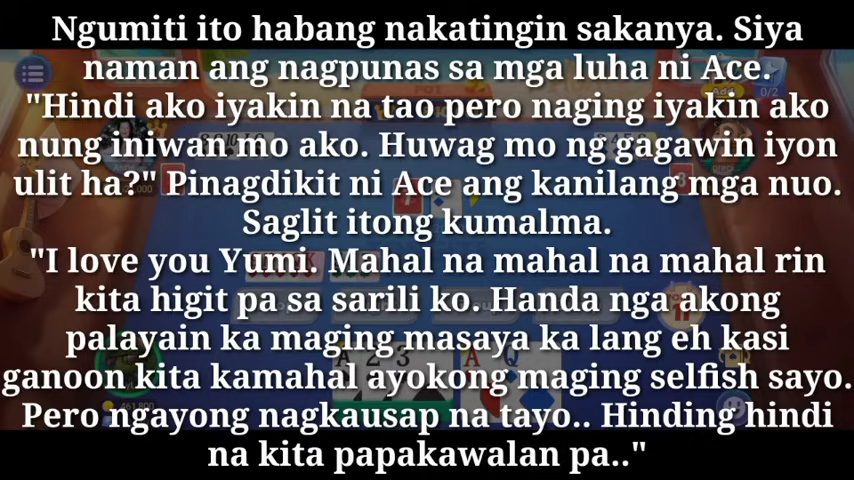 Ngumiti ito habang nakatingin sakanya. Siya
naman ang nagpunas sa mga luha ni Ace.
"Hindi ako iyakin na tao pero naging iyakin ako
nung iniwan mo ako. Huwag mo ng gagawin iyon
ulit ha?" Pinagdikit ni Ace ang kanilang mga nuo.
Saglit itong kumalma.
"I love you Yumi. Mahal na mahal na mahal rin
kita higit pa sa sarili ko. Handa nga akong
palayain ka maging masaya ka lang eh kasi
ganoon kita kamahal ayokong maging selfish sayo.
Pero ngayong nagkausap na tayo.. Hinding hindi
na kita papakawalan pa.."